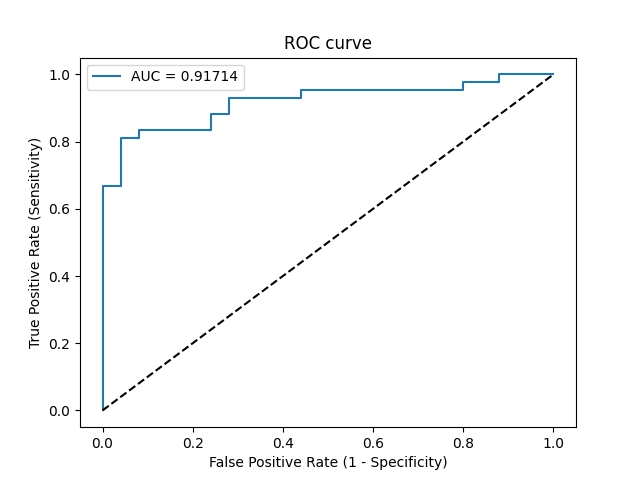 ROC curve
AUC = 0.91714
1.0
0.8
0.6
0.4
0.2
0.0
True Positive Rate (Sensitivity)
0.0 0.2 0.4 0.6 0.8 1.0
False Positive Rate (1 - Specificity)